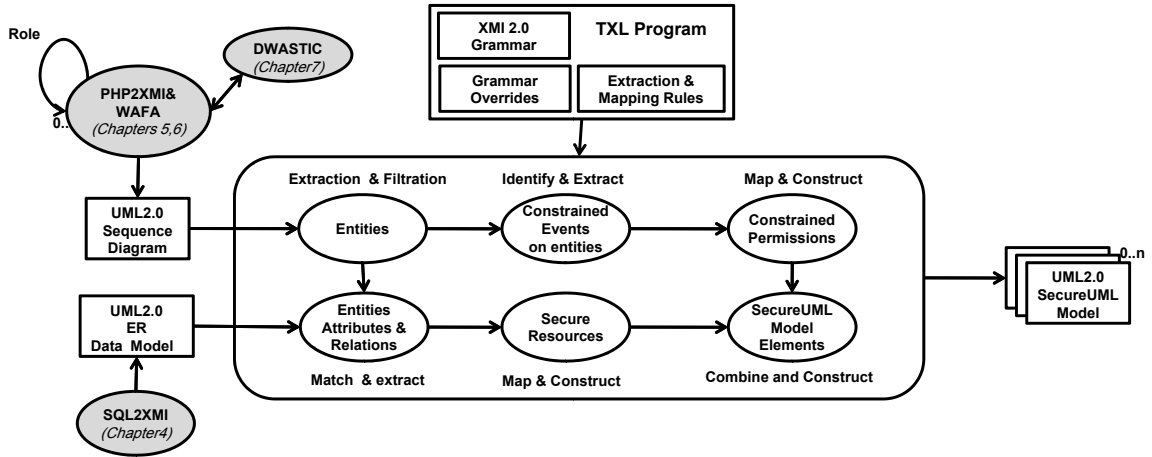 Role
0..
PHP2XMI&
WAFA
(Chapters 5,6)
DWASTIC
(Chapter7)
XMI 2.0
Grammar
TXL Program
Grammar
Overrides
Extraction &
Mapping Rules
Extraction & Filtration
Identify & Extract
Map & Construct
UML2.0
Sequence
Diagram
Entities
Constrained
Events
on entities
Constrained
Permissions
UML2.0
ER
Data Model
Entities
Attributes &
Relations
Secure
Resources
SecureUML
Model
Elements
Match & extract
Map & Construct
Combine and Construct
0..n
UML2.0
SecureUML
Model
SQL2XMI
(Chapter4)